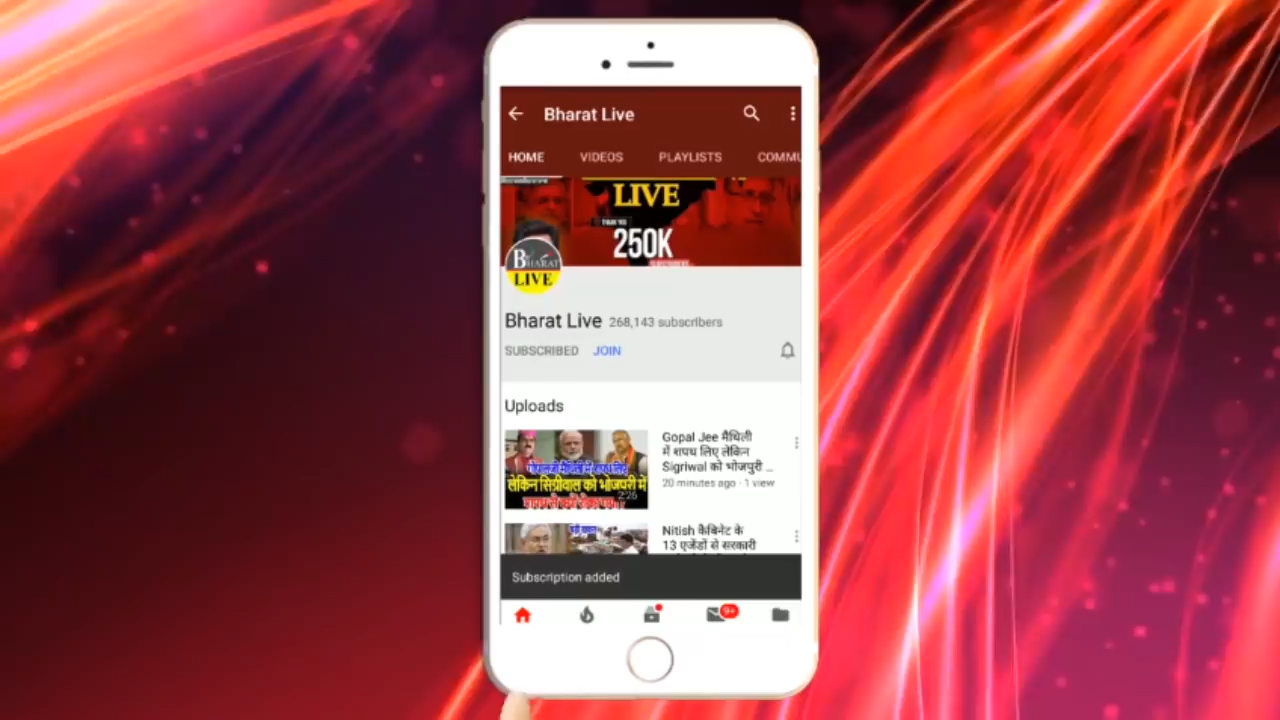 Bharat Live
HOME VIDEOS PLAYLISTS COMMU
LIVE
THANK YOU
250K
BHARAT
LIVE
Bharat Live 268,143 subscribers
SUBSCRIBED JOIN
Uploads
Gopal Jee मैथिली
में शपथ लिए लेकिन
Sigriwal को भोजपुरी ...
20 minutes ago · 1 view
लेकिन सिग्रीवाल को भोजपुरी में
2:26
Nitish कैबिनेट के
13 एजेंडों से सरकारी
Subscription added
9+